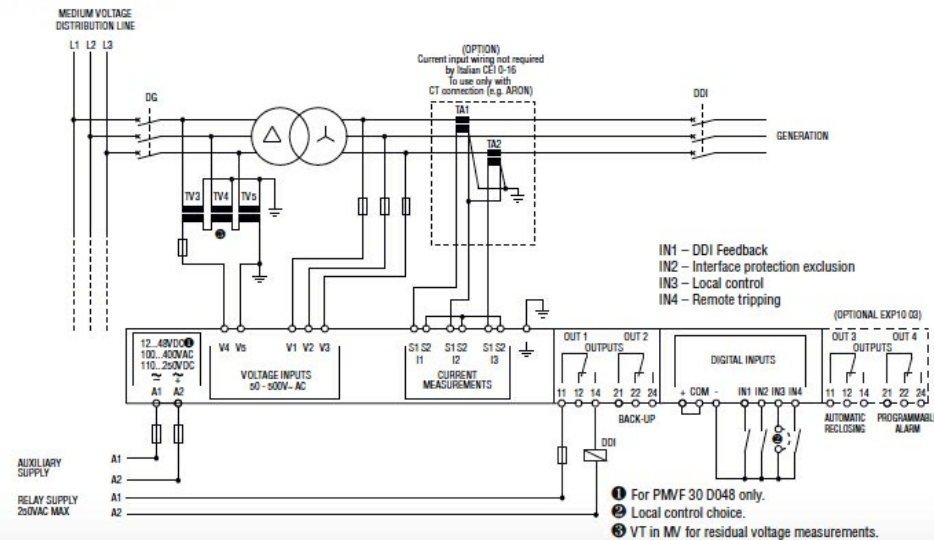 MEDIUM VOLTAGE
DISTRIBUTION LINE
L1 L2 L3
DG
(OPTION)
Current input wiring not required
by Italian CEI 0-16
To use only with
CT connection (e.g. ARON)
TA1
TA2
DDI
GENERATION
TV3 TV4 TV5
❸
IN1 – DDI Feedback
IN2 – Interface protection exclusion
IN3 – Local control
IN4 – Remote tripping
(OPTIONAL EXP10 03)
12...48VDC❶
100...400VAC
110...250VDC
A1 A2
V4 V5 V1 V2 V3
VOLTAGE INPUTS
50 - 500V~ AC
S1 S2 S1 S2 S1 S2
I1 I2 I3
CURRENT
MEASUREMENTS
OUT 1 OUT 2
OUTPUTS
11 12 14 21 22 24
BACK-UP
DIGITAL INPUTS
+ COM - IN1 IN2 IN3 IN4
❷
OUT 3 OUT 4
OUTPUTS
11 12 14 21 22 24
AUTOMATIC
RECLOSING
PROGRAMMABLE
ALARM
DDI
AUXILIARY
SUPPLY
A1
A2
RELAY SUPPLY
250VAC MAX
A1
A2
❶ For PMVF 30 D048 only.
❷ Local control choice.
❸ VT in MV for residual voltage measurements.